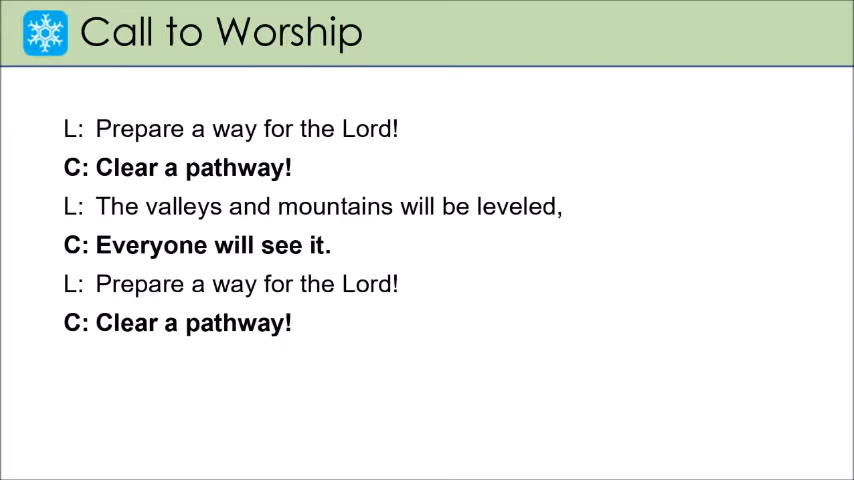 Call to Worship
L: Prepare a way for the Lord!
C: Clear a pathway!
L: The valleys and mountains will be leveled,
C: Everyone will see it.
L: Prepare a way for the Lord!
C: Clear a pathway!